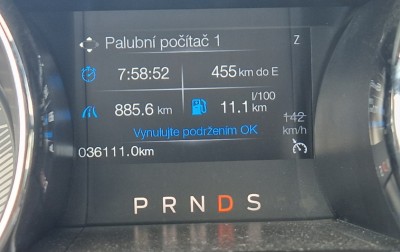 Palubní počítač 1 Z
7:58:52 455 km do E
885.6 km 11.1 l/100 km
Vynulujte podržením OK 142 km/h
036111.0km
P R N D S